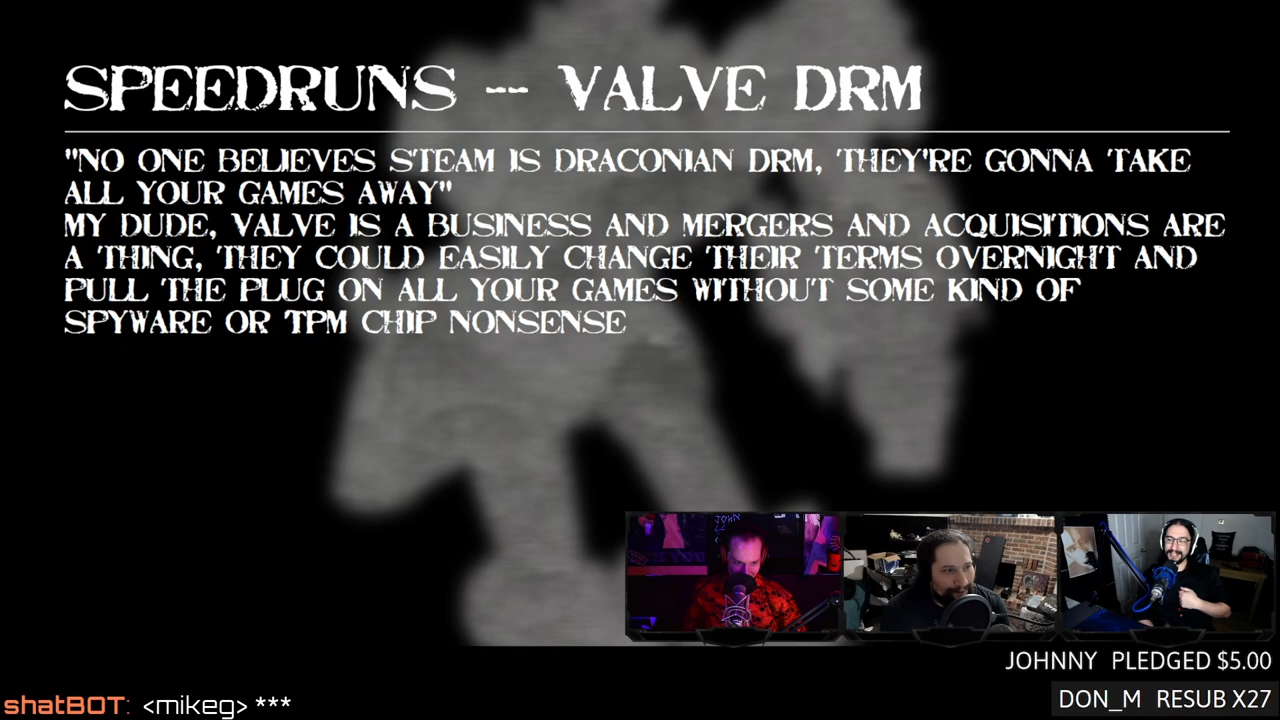 SPEEDRUNS -- VALVE DRM
"NO ONE BELIEVES STEAM IS DRACONIAN DRM, THEY'RE GONNA TAKE
ALL YOUR GAMES AWAY"
MY DUDE, VALVE IS A BUSINESS AND MERGERS AND ACQUISITIONS ARE
A THING, THEY COULD EASILY CHANGE THEIR TERMS OVERNIGHT AND
PULL THE PLUG ON ALL YOUR GAMES WITHOUT SOME KIND OF
SPYWARE OR TPM CHIP NONSENSE
JOHN
JOHNNY PLEDGED $5.00
DON_M RESUB X27
shatBOT: <mikeg> ***